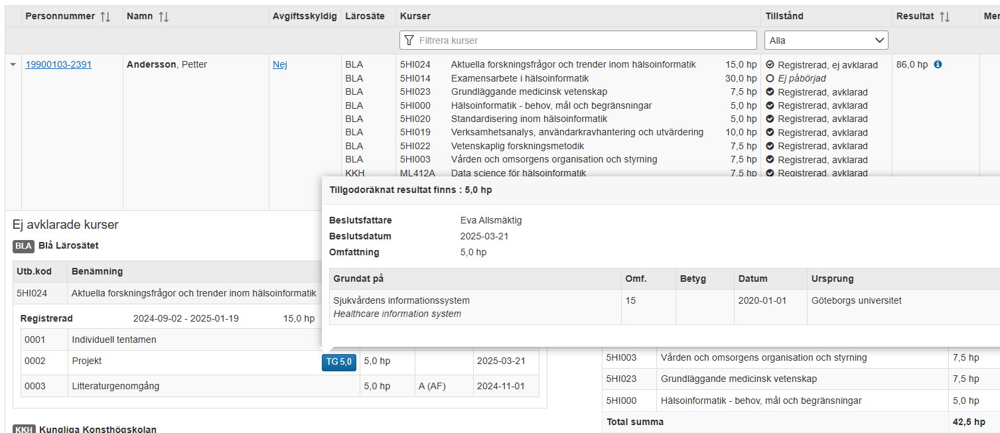 Personnummer Namn Avgiftsskyldig Lärosäte Kurser Tillstånd Resultat Mer
Filtrera kurser Alla
19900103-2391 Andersson, Petter Nej BLA 5HI024 Aktuella forskningsfrågor och trender inom hälsoinformatik 15,0 hp Registrerad, ej avklarad 86,0 hp
BLA 5HI014 Examensarbete i hälsoinformatik 30,0 hp Ej påbörjad
BLA 5HI023 Grundläggande medicinsk vetenskap 7,5 hp Registrerad, avklarad
BLA 5HI000 Hälsoinformatik - behov, mål och begränsningar 5,0 hp Registrerad, avklarad
BLA 5HI020 Standardisering inom hälsoinformatik 5,0 hp Registrerad, avklarad
BLA 5HI019 Verksamhetsanalys, användarkravhantering och utvärdering 10,0 hp Registrerad, avklarad
BLA 5HI022 Vetenskaplig forskningsmetodik 7,5 hp Registrerad, avklarad
BLA 5HI003 Vården och omsorgens organisation och styrning 7,5 hp Registrerad, avklarad
KKH ML412A Data science för hälsoinformatik 7,5 hp Registrerad, avklarad
Tillgodoräknat resultat finns : 5,0 hp
Beslutsfattare Eva Allsmäktig
Beslutsdatum 2025-03-21
Omfattning 5,0 hp
Grundat på Omf. Betyg Datum Ursprung
Sjukvårdens informationssystem 15 2020-01-01 Göteborgs universitet
Healthcare information system
Ej avklarade kurser
BLA Blå Lärosätet
Utb.kod Benämning
5HI024 Aktuella forskningsfrågor och trender inom hälsoinformatik
Registrerad 2024-09-02 - 2025-01-19 15,0 hp
0001 Individuell tentamen
0002 Projekt TG 5,0 5,0 hp 2025-03-21
0003 Litteraturgenomgång 5,0 hp A (AF) 2024-11-01
KKH Kungliga Konsthögskolan
5HI003 Vården och omsorgens organisation och styrning 7,5 hp
5HI023 Grundläggande medicinsk vetenskap 7,5 hp
5HI000 Hälsoinformatik - behov, mål och begränsningar 5,0 hp
Total summa 42,5 hp